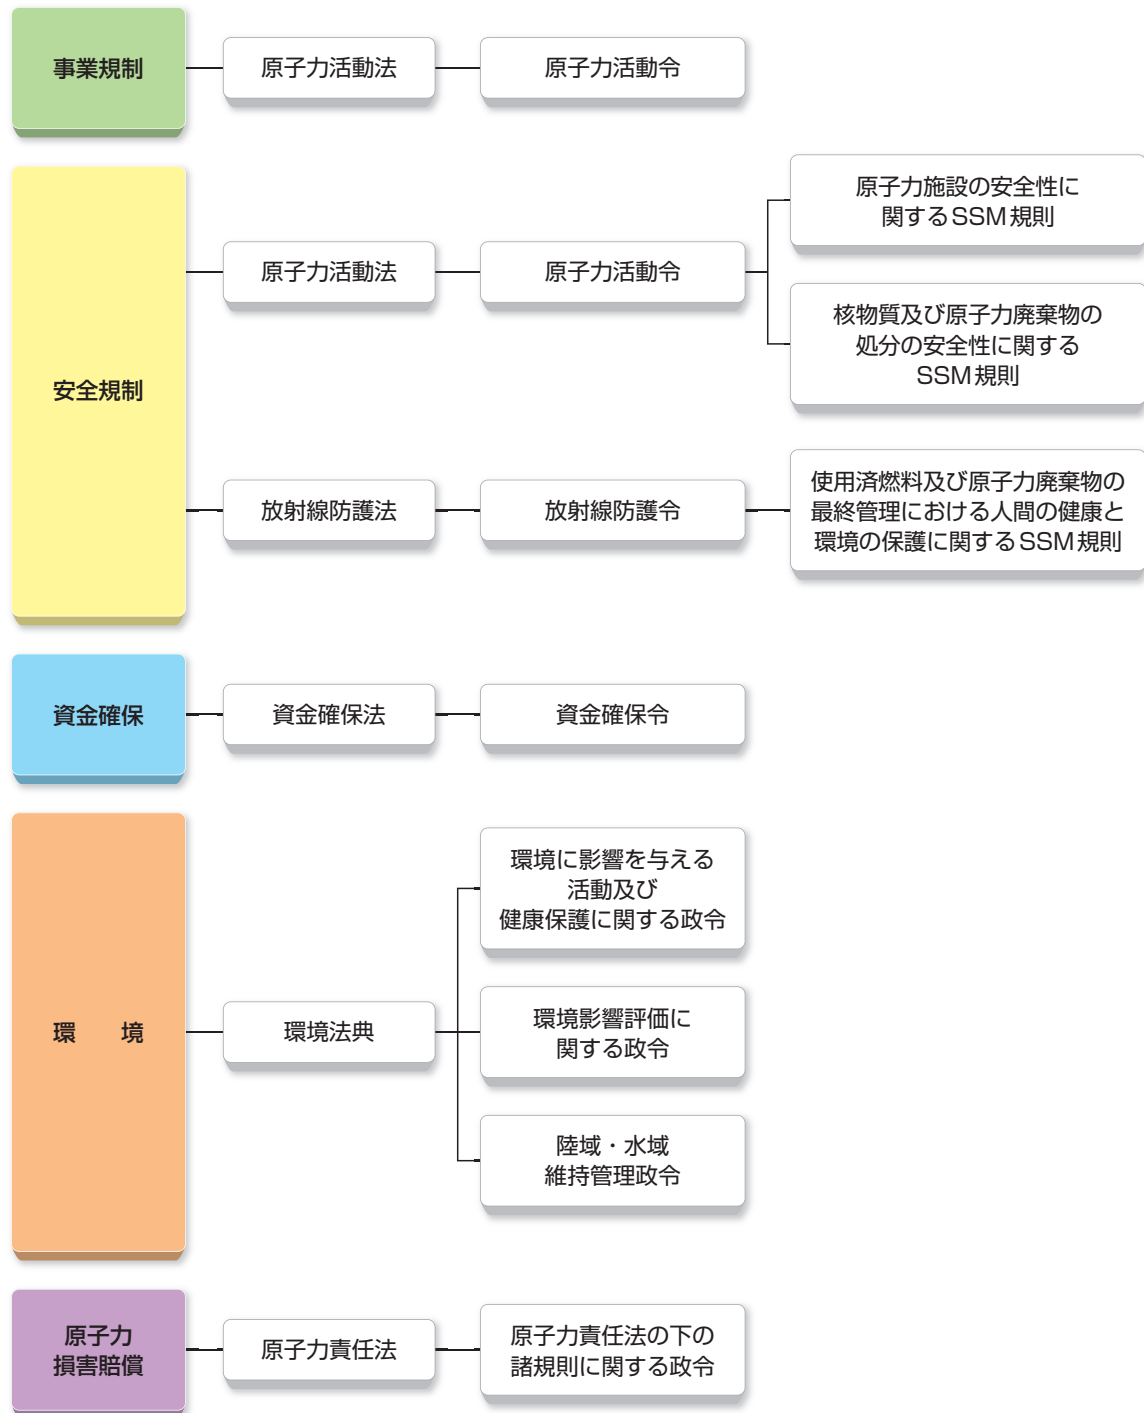 事業規制
原子力活動法
原子力活動令
安全規制
原子力活動法
原子力活動令
原子力施設の安全性に
関するSSM規則
核物質及び原子力廃棄物の
処分の安全性に関する
SSM規則
放射線防護法
放射線防護令
使用済燃料及び原子力廃棄物の
最終管理における人間の健康と
環境の保護に関するSSM規則
資金確保
資金確保法
資金確保令
環　境
環境法典
環境に影響を与える
活動及び
健康保護に関する政令
環境影響評価に
関する政令
陸域・水域
維持管理政令
原子力
損害賠償
原子力責任法
原子力責任法の下の
諸規則に関する政令